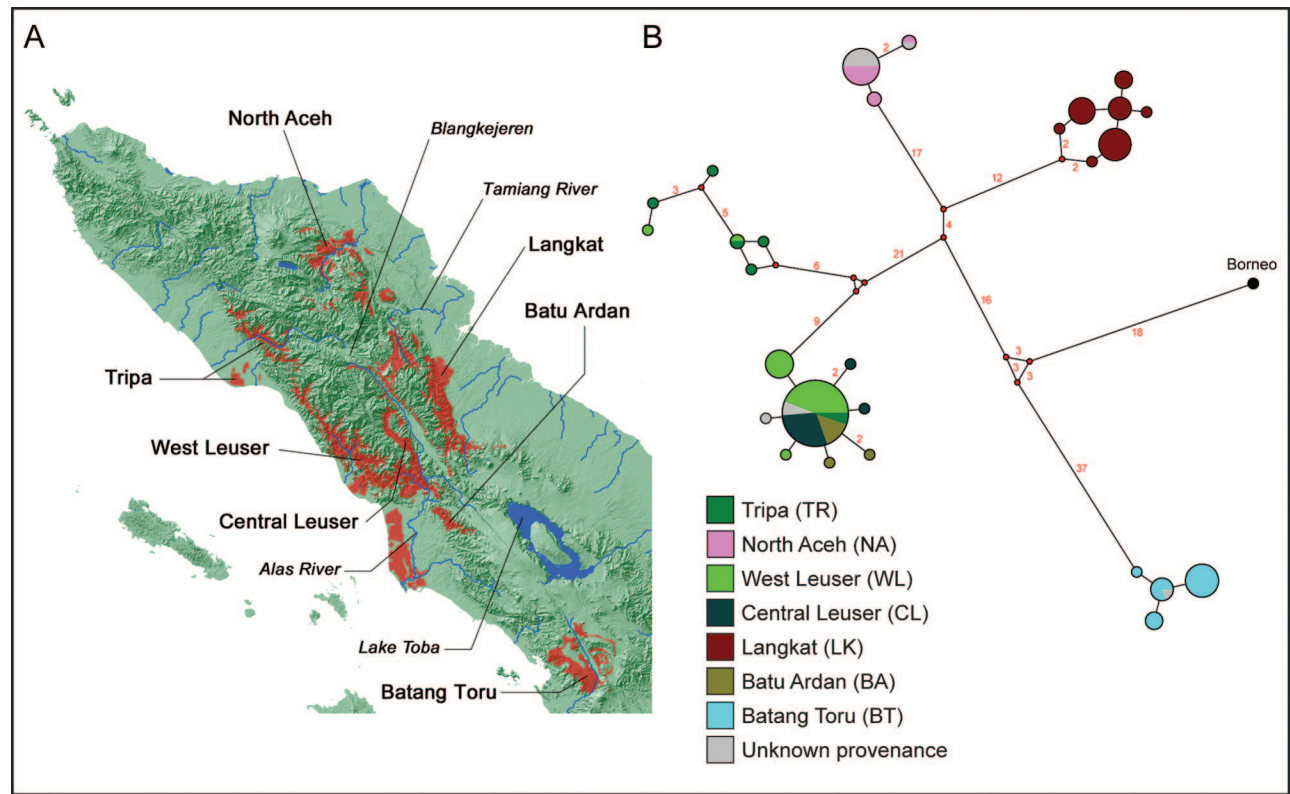 A
North Aceh
Blangkejeren
Tamiang River
Langkat
Batu Ardan
Tripa
West Leuser
Central Leuser
Alas River
Lake Toba
Batang Toru
B
2
17
12
2
2
4
3
5
6
21
9
16
Borneo
18
3
3
3
2
2
37
Tripa (TR)
North Aceh (NA)
West Leuser (WL)
Central Leuser (CL)
Langkat (LK)
Batu Ardan (BA)
Batang Toru (BT)
Unknown provenance